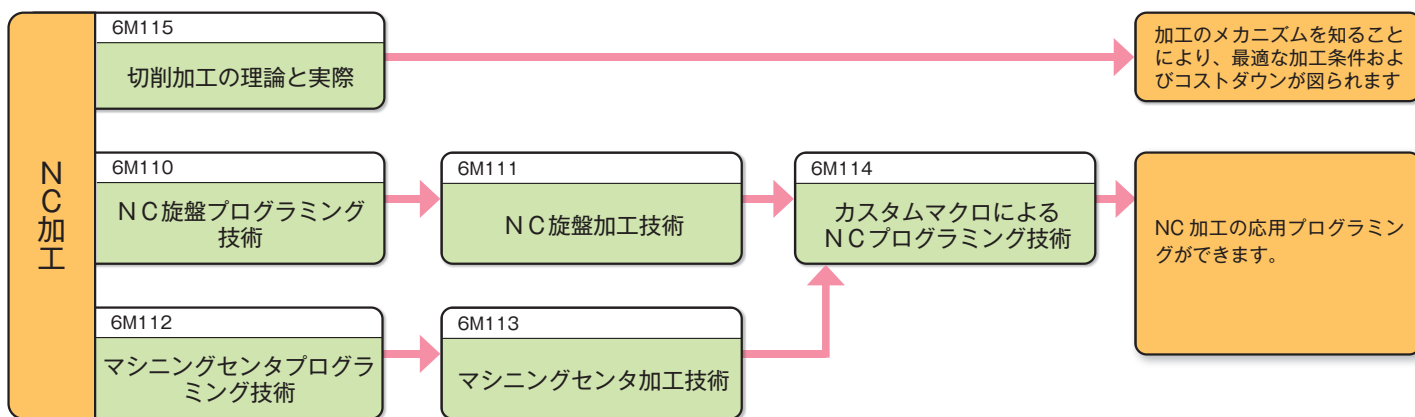 NC加工
6M115
切削加工の理論と実際
加工のメカニズムを知ること
により、最適な加工条件およ
びコストダウンが図られます
6M110
ＮＣ旋盤プログラミング
技術
6M111
ＮＣ旋盤加工技術
6M114
カスタムマクロによる
ＮＣプログラミング技術
NC 加工の応用プログラミン
グができます。
6M112
マシニングセンタプログラ
ミング技術
6M113
マシニングセンタ加工技術